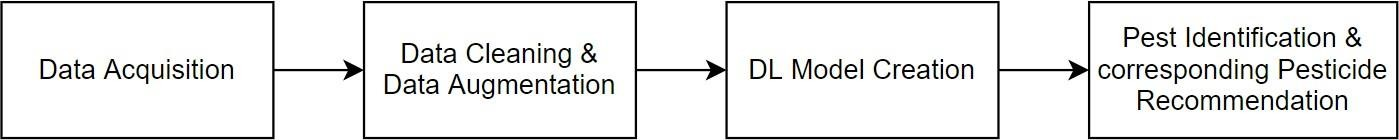 Data Acquisition
Data Cleaning &
Data Augmentation
DL Model Creation
Pest Identification &
corresponding Pesticide
Recommendation